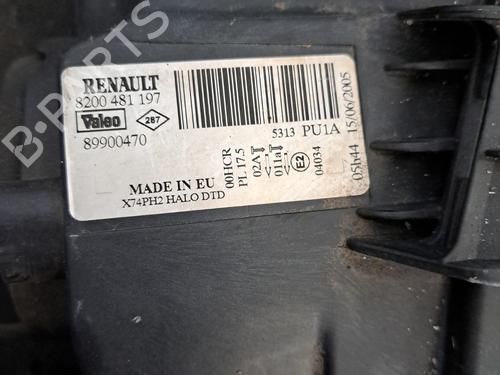 RENAULT
8200 481 197
Valeo
287
89900470
5313 PU1A
MADE IN EU
X74PH2 HALO DTD
00HCR
PL 17.5
02A
011a
E2
04034
05h44 15/06/2005
B-PARTS